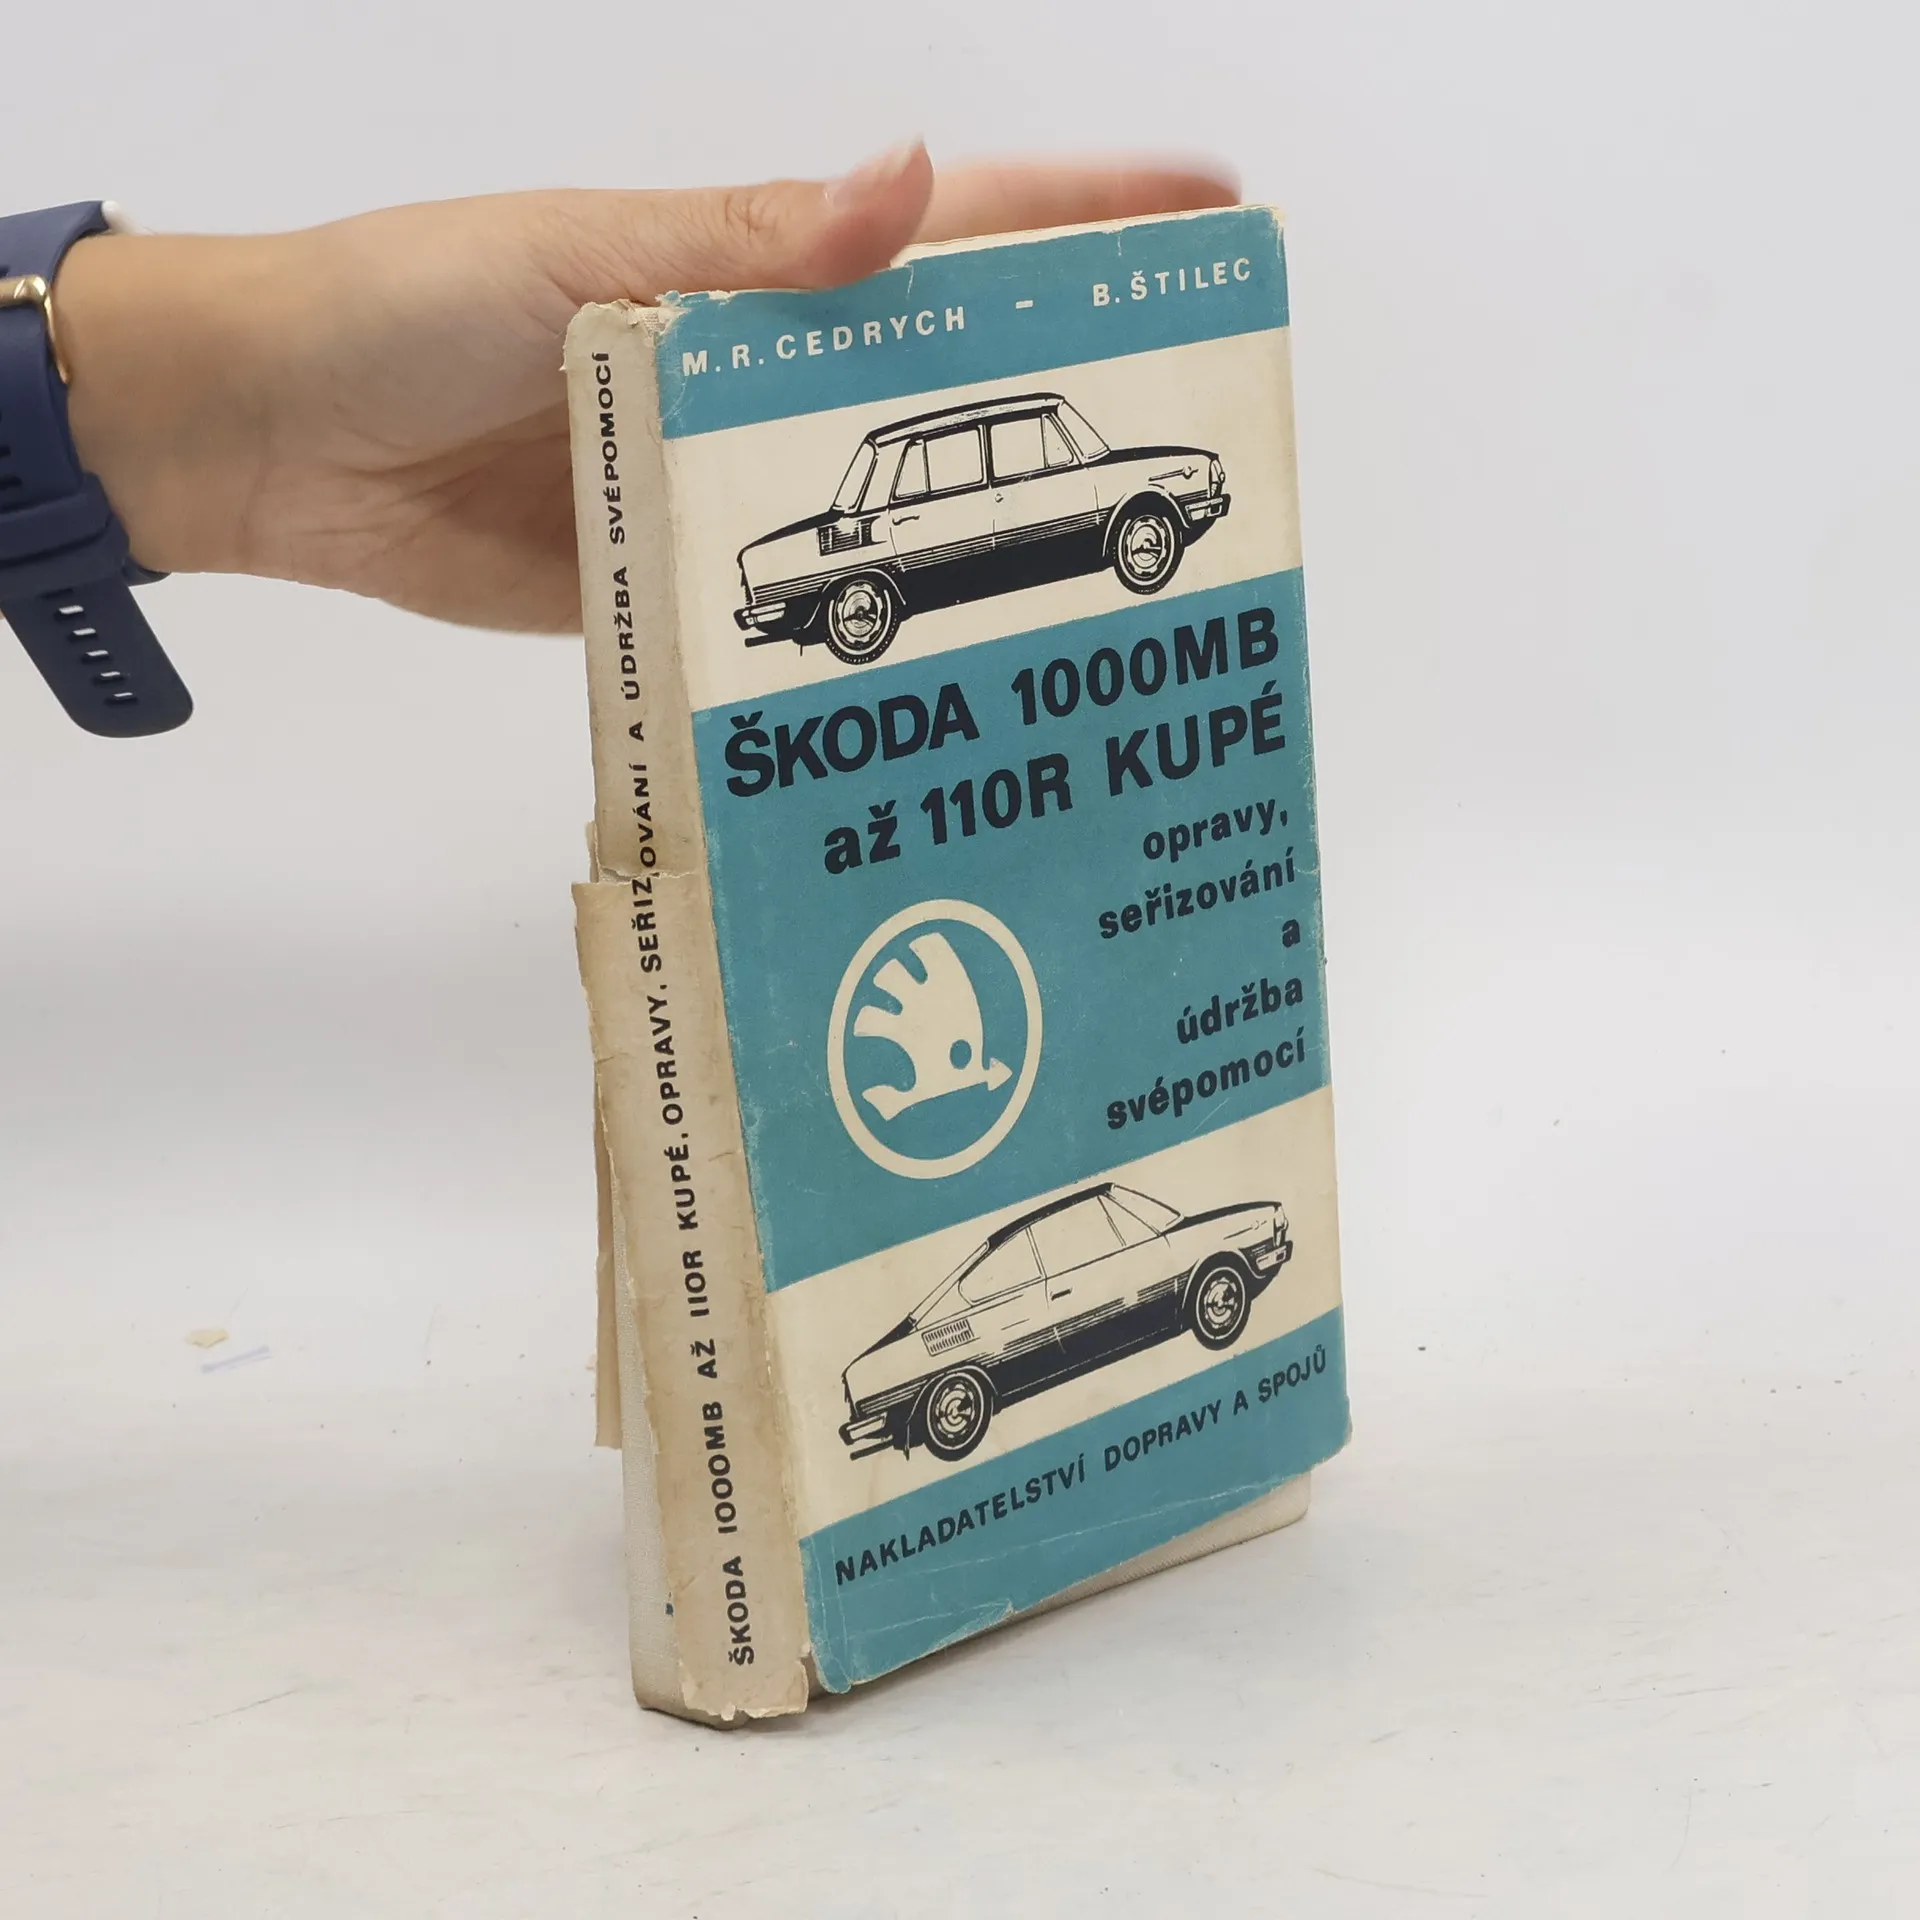 M. R. CEDRYCH - B. ŠTILEC
ŠKODA 1000MB
až 110R KUPÉ
opravy,
seřizování
a
údržba
svépomocí
NAKLADATELSTVÍ DOPRAVY A SPOJŮ
ŠKODA 1000MB AŽ 110R KUPÉ, OPRAVY, SEŘIZOVÁNÍ A ÚDRŽBA SVÉPOMOCÍ